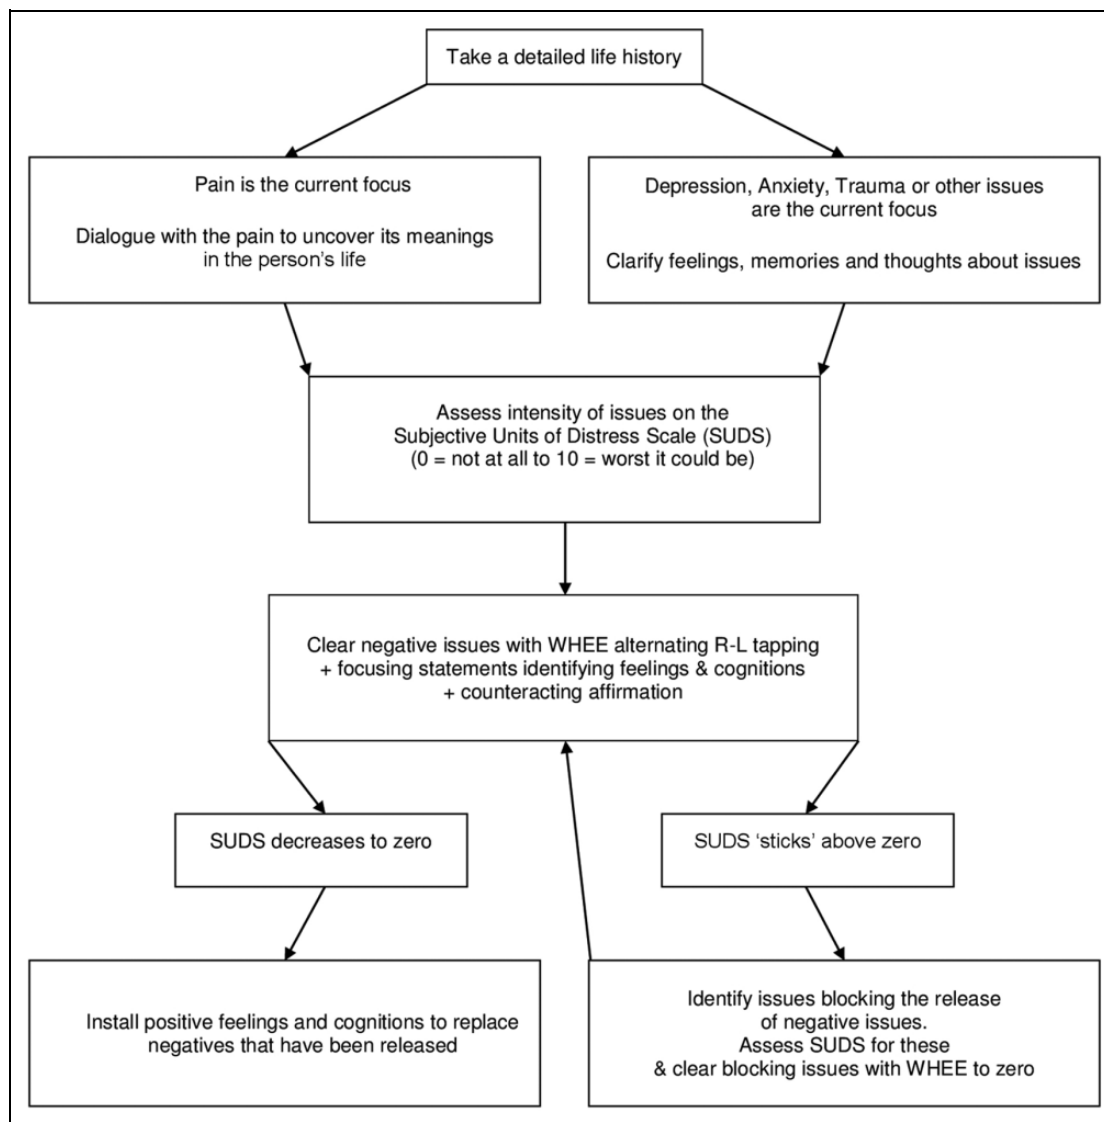 Take a detailed life history
Pain is the current focus
Dialogue with the pain to uncover its meanings
in the person's life
Depression, Anxiety, Trauma or other issues
are the current focus
Clarify feelings, memories and thoughts about issues
Assess intensity of issues on the
Subjective Units of Distress Scale (SUDS)
(0 = not at all to 10 = worst it could be)
Clear negative issues with WHEE alternating R-L tapping
+ focusing statements identifying feelings & cognitions
+ counteracting affirmation
SUDS decreases to zero
SUDS ‘sticks’ above zero
Install positive feelings and cognitions to replace
negatives that have been released
Identify issues blocking the release
of negative issues.
Assess SUDS for these
& clear blocking issues with WHEE to zero